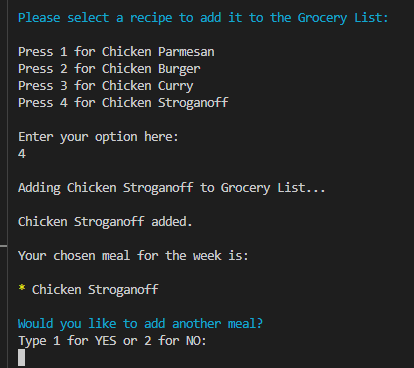 Please select a recipe to add it to the Grocery List:
Press 1 for Chicken Parmesan
Press 2 for Chicken Burger
Press 3 for Chicken Curry
Press 4 for Chicken Stroganoff
Enter your option here:
4
Adding Chicken Stroganoff to Grocery List...
Chicken Stroganoff added.
Your chosen meal for the week is:
* Chicken Stroganoff
Would you like to add another meal?
Type 1 for YES or 2 for NO: